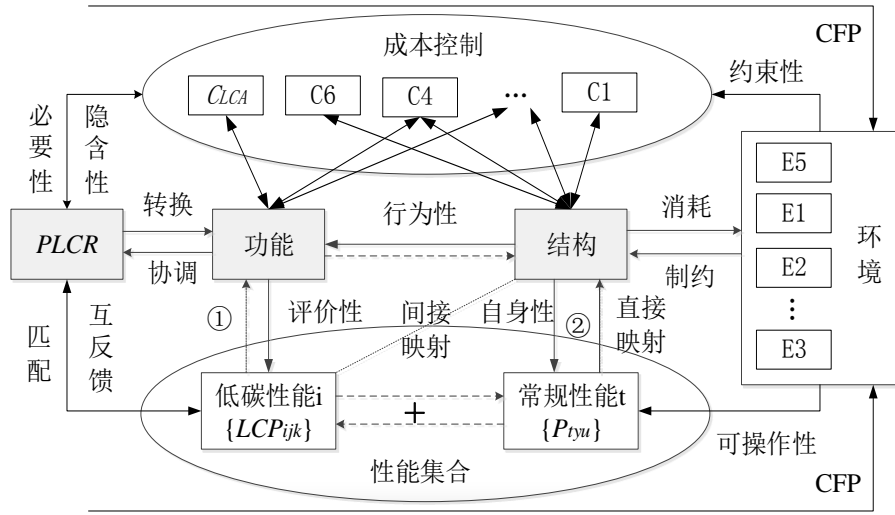 CFP
成本控制
CLCA
C6
C4
...
C1
约束性
必要性
隐含性
E5
E1
E2
⋮
E3
环境
转换
行为性
消耗
PLCR
功能
结构
协调
制约
①
评价性
间接映射
自身性
②
直接映射
匹配
互反馈
低碳性能i
{LCPijk}
+
常规性能t
{Ptyu}
可操作性
性能集合
CFP